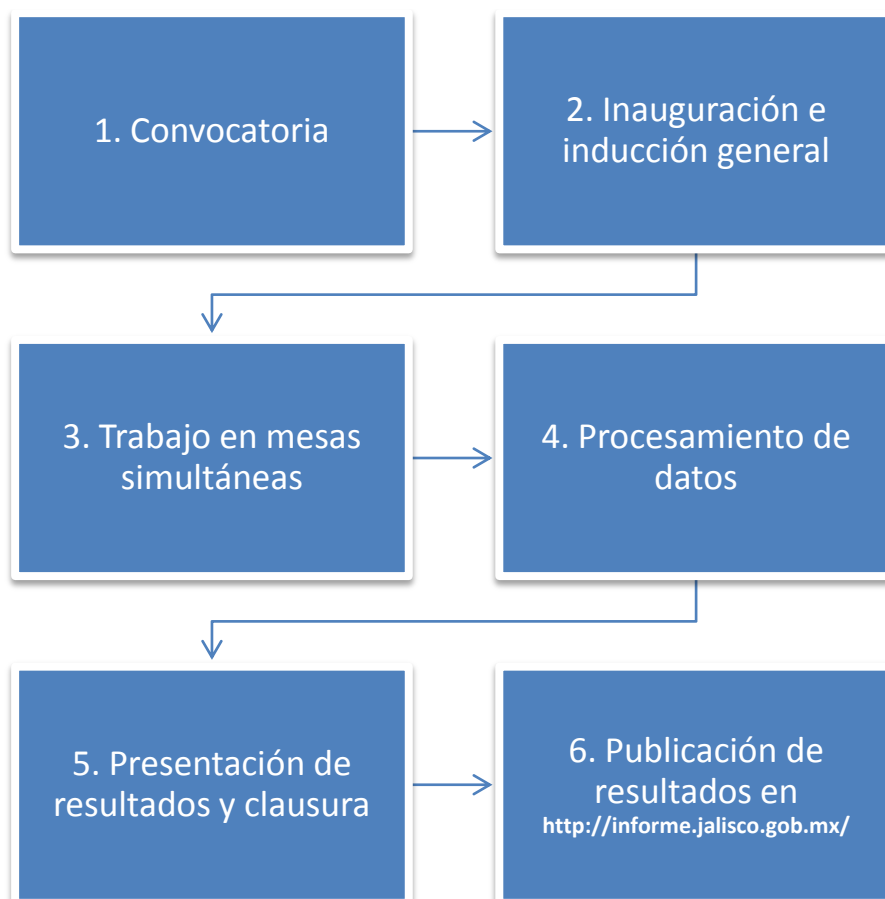 1. Convocatoria
2. Inauguración e
inducción general
3. Trabajo en mesas
simultáneas
4. Procesamiento de
datos
5. Presentación de
resultados y clausura
6. Publicación de
resultados en
http://informe.jalisco.gob.mx/